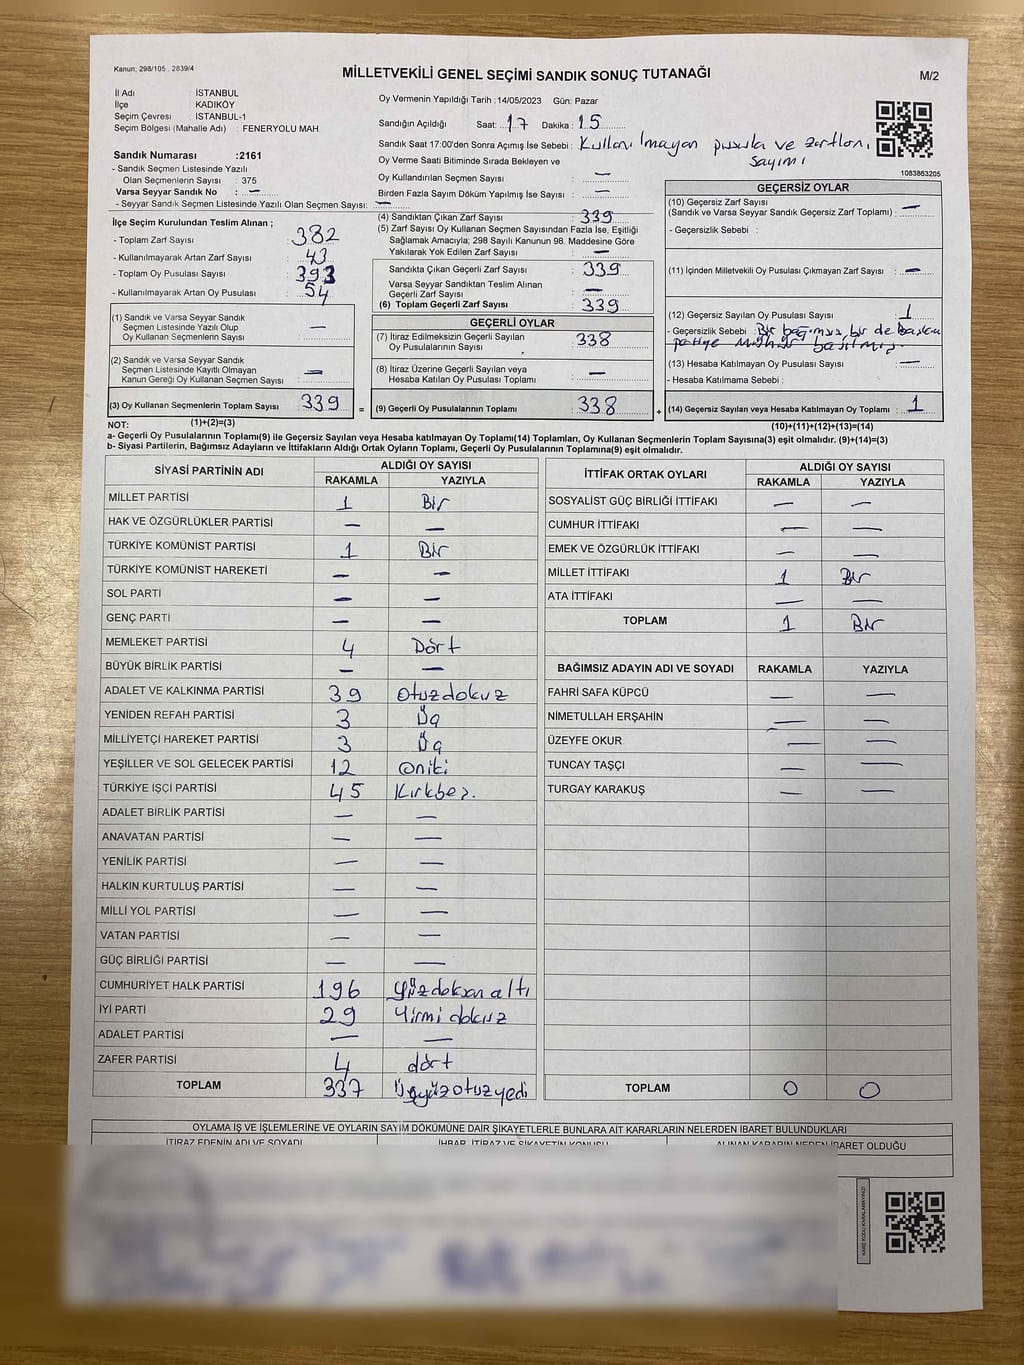 Kanun: 298/105 , 2839/4
MİLLETVEKİLİ GENEL SEÇİMİ SANDIK SONUÇ TUTANAĞI
M/2
İl Adı : İSTANBUL
İlçe : KADIKÖY
Seçim Çevresi : İSTANBUL-1
Seçim Bölgesi (Mahalle Adı) : FENERYOLU MAH.
Oy Vermenin Yapıldığı Tarih :14/05/2023 Gün: Pazar
Sandığın Açıldığı Saat: 17 Dakika : 15
Sandık Saat 17:00'den Sonra Açımış İse Sebebi : Kullanılmayan pusula ve zarfların
sayımı
Oy Verme Saati Bitiminde Sırada Bekleyen ve
Oy Kullandırılan Seçmen Sayısı : —
Birden Fazla Sayım Döküm Yapılmış İse Sayısı : —
1083863205
Sandık Numarası :2161
- Sandık Seçmen Listesinde Yazılı
Olan Seçmenlerin Sayısı : 375
Varsa Seyyar Sandık No : —
- Seyyar Seçmen Listesinde Yazılı Olan Seçmen Sayısı: —
İlçe Seçim Kurulundan Teslim Alınan ;
- Toplam Zarf Sayısı : 382
- Kullanılmayarak Artan Zarf Sayısı : 43
- Toplam Oy Pusulası Sayısı : 393
- Kullanılmayarak Artan Oy Pusulası : 54
(1) Sandık ve Varsa Seyyar Sandık
Seçmen Listesinde Yazılı Olup
Oy Kullanan Seçmenlerin Sayısı : —
(2) Sandık ve Varsa Seyyar Sandık
Seçmen Listesinde Kayıtlı Olmayan
Kanun Gereği Oy Kullanan Seçmen Sayısı : —
(3) Oy Kullanan Seçmenlerin Toplam Sayısı 339
(1)+(2)=(3)
=
(4) Sandıktan Çıkan Zarf Sayısı : 339
(5) Zarf Sayısı Oy Kullanan Seçmen Sayısından Fazla İse, Eşitliği
Sağlamak Amacıyla; 298 Sayılı Kanunun 98. Maddesine Göre
Yakılarak Yok Edilen Zarf Sayısı : —
Sandıkta Çıkan Geçerli Zarf Sayısı : 339
Varsa Seyyar Sandıktan Teslim Alınan
Geçerli Zarf Sayısı : —
(6) Toplam Geçerli Zarf Sayısı : 339
GEÇERLİ OYLAR
(7) İtiraz Edilmeksizin Geçerli Sayılan
Oy Pusulalarının Sayısı : 338
(8) İtiraz Üzerine Geçerli Sayılan veya
Hesaba Katılan Oy Pusulası Toplamı : —
(9) Geçerli Oy Pusulalarının Toplamı : 338
+
GEÇERSİZ OYLAR
(10) Geçersiz Zarf Sayısı
(Sandık ve Varsa Seyyar Sandık Geçersiz Zarf Toplamı) : —
- Geçersizlik Sebebi :
(11) İçinden Milletvekili Oy Pusulası Çıkmayan Zarf Sayısı : —
(12) Geçersiz Sayılan Oy Pusulası Sayısı : 1
- Geçersizlik Sebebi : Bir bağımsız bir de başka
partiye mühür basılmış.
(13) Hesaba Katılmayan Oy Pusulası Sayısı : —
- Hesaba Katılmama Sebebi :
(14) Geçersiz Sayılan veya Hesaba Katılmayan Oy Toplamı : 1
(10)+(11)+(12)+(13)=(14)
NOT:
a- Geçerli Oy Pusulalarının Toplamı(9) ile Geçersiz Sayılan veya Hesaba katılmayan Oy Toplamı(14) Toplamları, Oy Kullanan Seçmenlerin Toplam Sayısına(3) eşit olmalıdır. (9)+(14)=(3)
b- Siyasi Partilerin, Bağımsız Adayların ve İttifakların Aldığı Ortak Oyların Toplamı, Geçerli Oy Pusulalarının Toplamına(9) eşit olmalıdır.
SİYASİ PARTİNİN ADI ALDIĞI OY SAYISI
RAKAMLA YAZIYLA
MİLLET PARTİSİ 1 Bir
HAK VE ÖZGÜRLÜKLER PARTİSİ — —
TÜRKİYE KOMÜNİST PARTİSİ 1 Bir
TÜRKİYE KOMÜNİST HAREKETİ — —
SOL PARTİ — —
GENÇ PARTİ — —
MEMLEKET PARTİSİ 4 Dört
BÜYÜK BİRLİK PARTİSİ — —
ADALET VE KALKINMA PARTİSİ 39 Otuzdokuz
YENİDEN REFAH PARTİSİ 3 Üç
MİLLİYETÇİ HAREKET PARTİSİ 3 Üç
YEŞİLLER VE SOL GELECEK PARTİSİ 12 Oniki
TÜRKİYE İŞÇİ PARTİSİ 45 Kırkbeş.
ADALET BİRLİK PARTİSİ — —
ANAVATAN PARTİSİ — —
YENİLİK PARTİSİ — —
HALKIN KURTULUŞ PARTİSİ — —
MİLLİ YOL PARTİSİ — —
VATAN PARTİSİ — —
GÜÇ BİRLİĞİ PARTİSİ — —
CUMHURİYET HALK PARTİSİ 196 Yüzdoksanaltı
İYİ PARTİ 29 Yirmidokuz
ADALET PARTİSİ — —
ZAFER PARTİSİ 4 dört
TOPLAM 337 Üçyüzotuzyedi
İTTİFAK ORTAK OYLARI ALDIĞI OY SAYISI
RAKAMLA YAZIYLA
SOSYALİST GÜÇ BİRLİĞİ İTTİFAKI — —
CUMHUR İTTİFAKI — —
EMEK VE ÖZGÜRLÜK İTTİFAKI — —
MİLLET İTTİFAKI 1 Bir
ATA İTTİFAKI — —
TOPLAM 1 Bir
BAĞIMSIZ ADAYIN ADI VE SOYADI RAKAMLA YAZIYLA
FAHRİ SAFA KÜPCÜ — —
NİMETULLAH ERŞAHİN — —
ÜZEYFE OKUR — —
TUNCAY TAŞÇI — —
TURGAY KARAKUŞ — —
TOPLAM 0 0
OYLAMA İŞ VE İŞLEMLERİNE VE OYLARIN SAYIM DÖKÜMÜNE DAİR ŞİKAYETLERLE BUNLARA AİT KARARLARIN NELERDEN İBARET BULUNDUKLARI
İTİRAZ EDENİN ADI VE SOYADI İHBAR, İTİRAZ VE ŞİKAYETİN KONUSU ALINAN KARARIN NEDEN İBARET OLDUĞU
KARE KODU KARALAMAYINIZ!